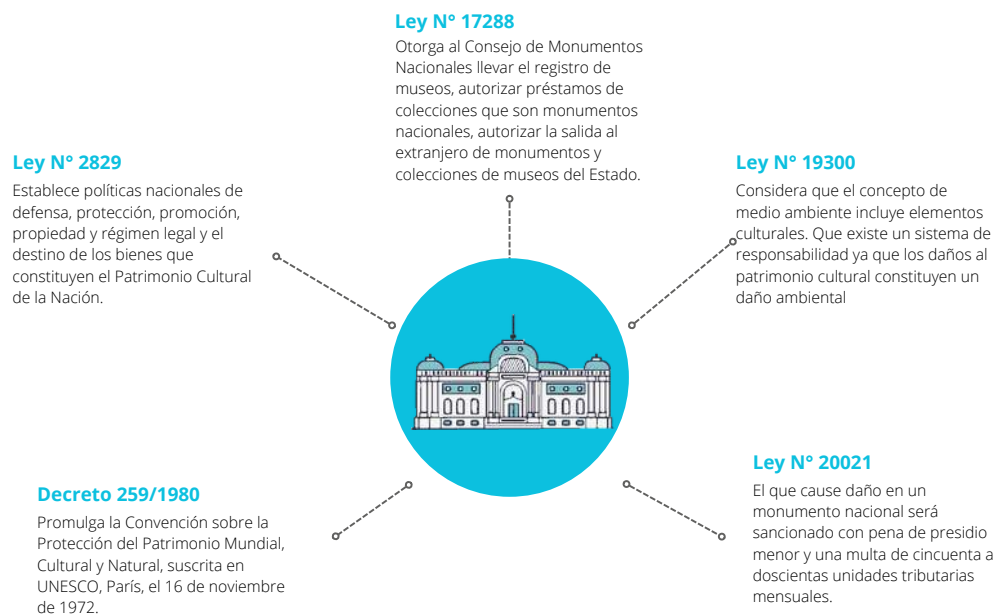 Ley N° 17288
Otorga al Consejo de Monumentos
Nacionales llevar el registro de
museos, autorizar préstamos de
colecciones que son monumentos
nacionales, autorizar la salida al
extranjero de monumentos y
colecciones de museos del Estado.
Ley N° 2829
Establece políticas nacionales de
defensa, protección, promoción,
propiedad y régimen legal y el
destino de los bienes que
constituyen el Patrimonio Cultural
de la Nación.
Ley N° 19300
Considera que el concepto de
medio ambiente incluye elementos
culturales. Que existe un sistema de
responsabilidad ya que los daños al
patrimonio cultural constituyen un
daño ambiental
Decreto 259/1980
Promulga la Convención sobre la
Protección del Patrimonio Mundial,
Cultural y Natural, suscrita en
UNESCO, París, el 16 de noviembre
de 1972.
Ley N° 20021
El que cause daño en un
monumento nacional será
sancionado con pena de presidio
menor y una multa de cincuenta a
doscientas unidades tributarias
mensuales.